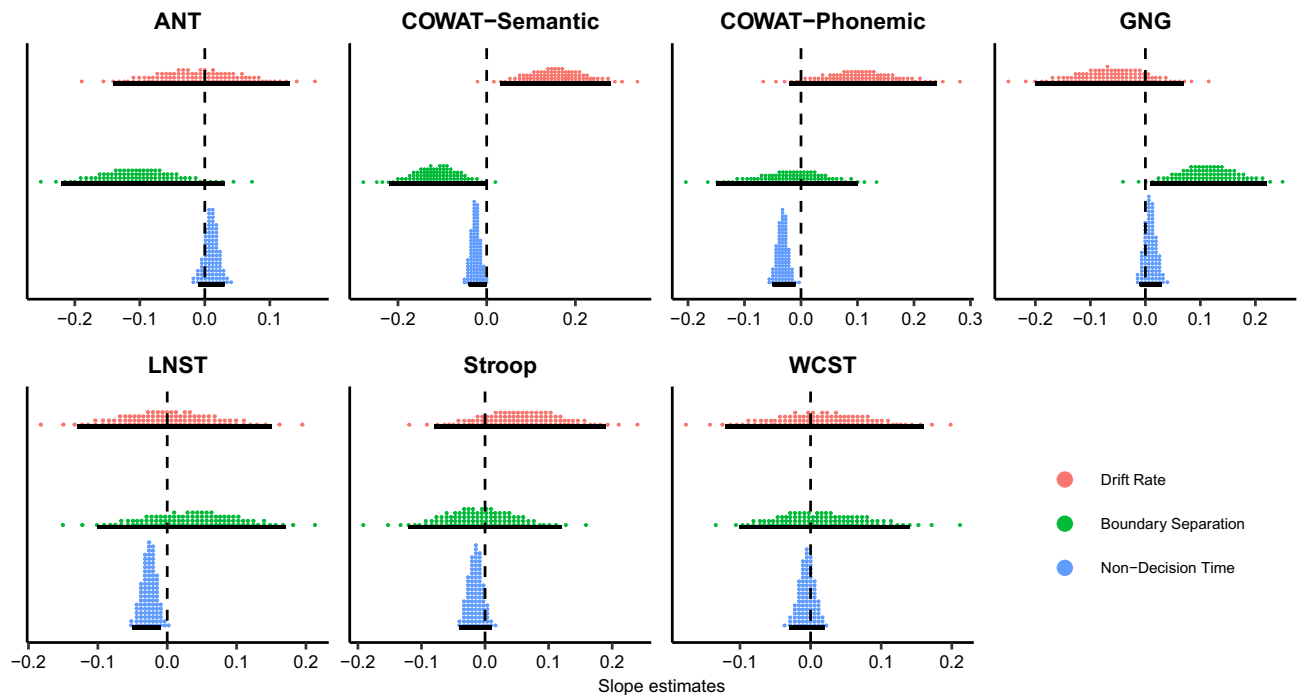 ANT
COWAT−Semantic
COWAT−Phonemic
GNG
−0.2 −0.1 0.0 0.1
−0.2 0.0 0.2
−0.2 −0.1 0.0 0.1 0.2 0.3
−0.2 −0.1 0.0 0.1 0.2
LNST
Stroop
WCST
−0.2 −0.1 0.0 0.1 0.2
−0.2 −0.1 0.0 0.1 0.2
−0.1 0.0 0.1 0.2
Drift Rate
Boundary Separation
Non−Decision Time
Slope estimates